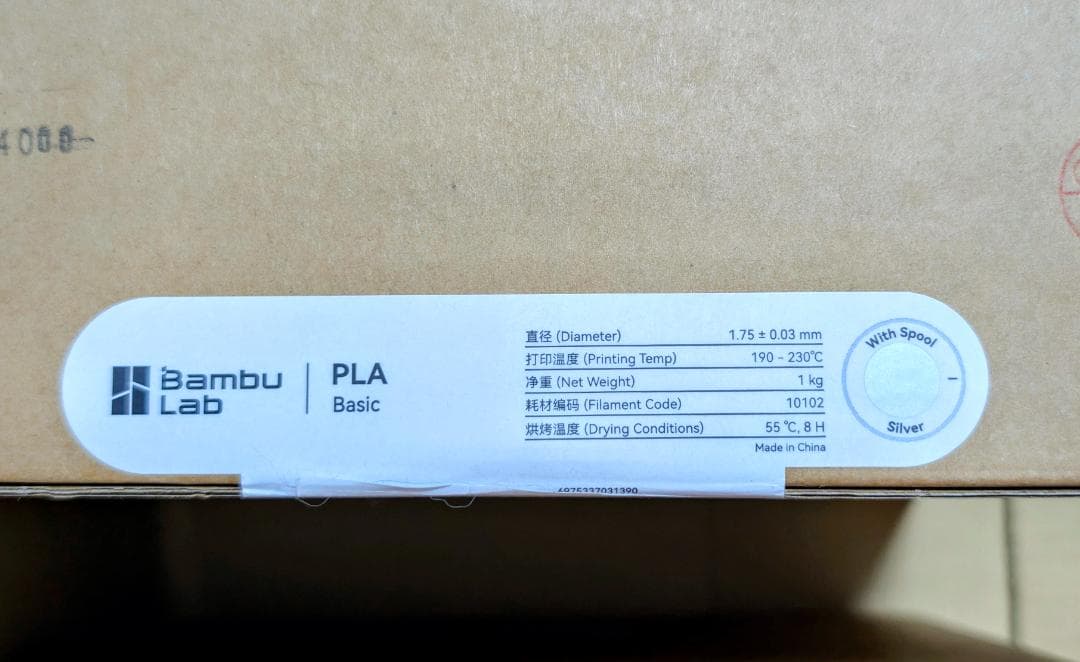 Bambu
Lab
PLA
Basic
直径 (Diameter) 1.75 ± 0.03 mm
打印温度 (Printing Temp) 190 - 230℃
净重 (Net Weight) 1 kg
耗材编码 (Filament Code) 10102
烘烤温度 (Drying Conditions) 55 ℃, 8 H
Made in China
With Spool
Silver
6975337031390